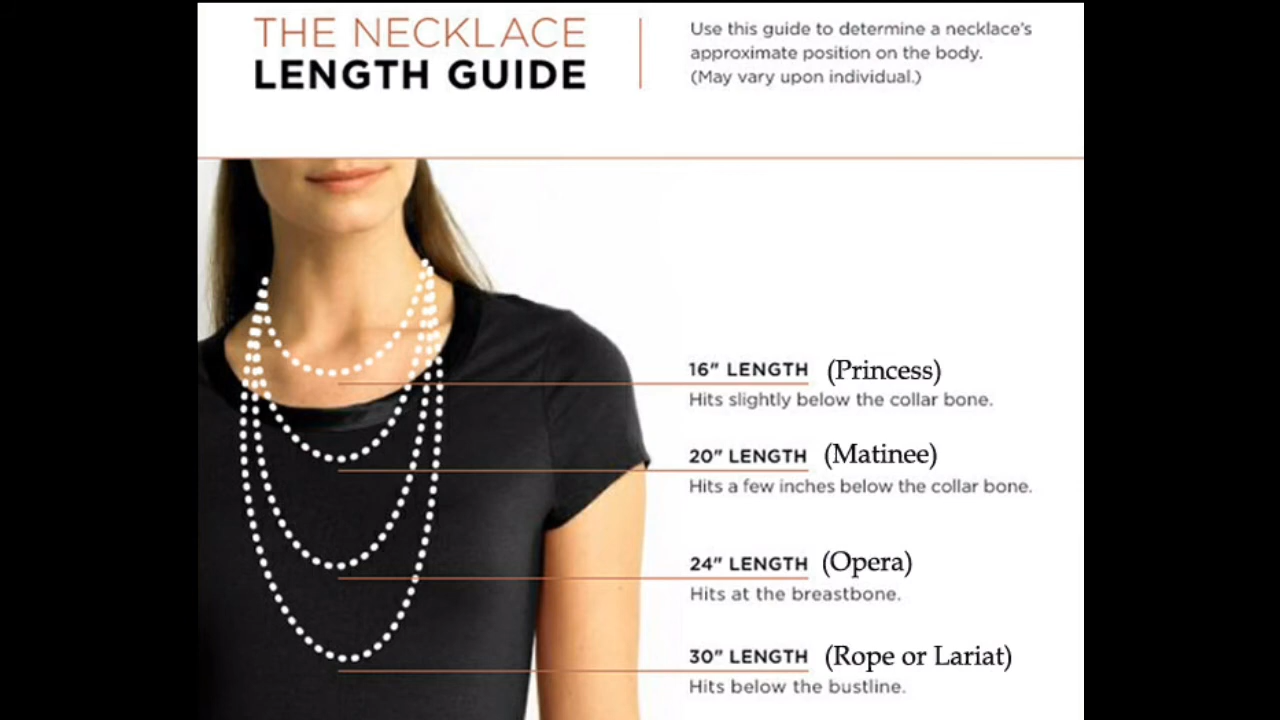 THE NECKLACE
LENGTH GUIDE
Use this guide to determine a necklace's
approximate position on the body.
(May vary upon individual.)
16" LENGTH (Princess)
Hits slightly below the collar bone.
20" LENGTH (Matinee)
Hits a few inches below the collar bone.
24" LENGTH (Opera)
Hits at the breastbone.
30" LENGTH (Rope or Lariat)
Hits below the bustline.